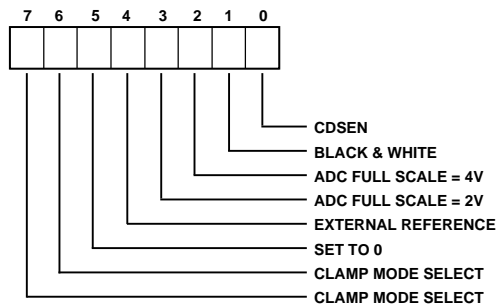 7 6 5 4 3 2 1 0
CDSEN
BLACK & WHITE
ADC FULL SCALE = 4V
ADC FULL SCALE = 2V
EXTERNAL REFERENCE
SET TO 0
CLAMP MODE SELECT
CLAMP MODE SELECT